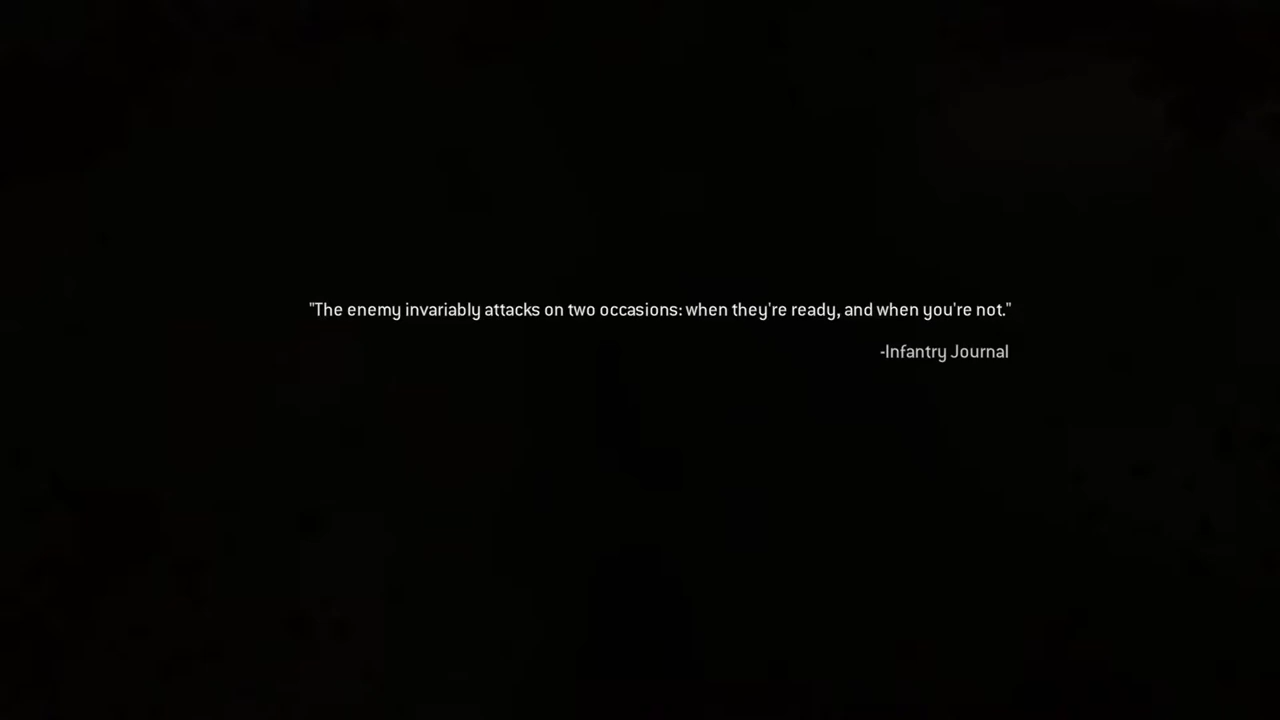 "The enemy invariably attacks on two occasions: when they're ready, and when you're not."
-Infantry Journal